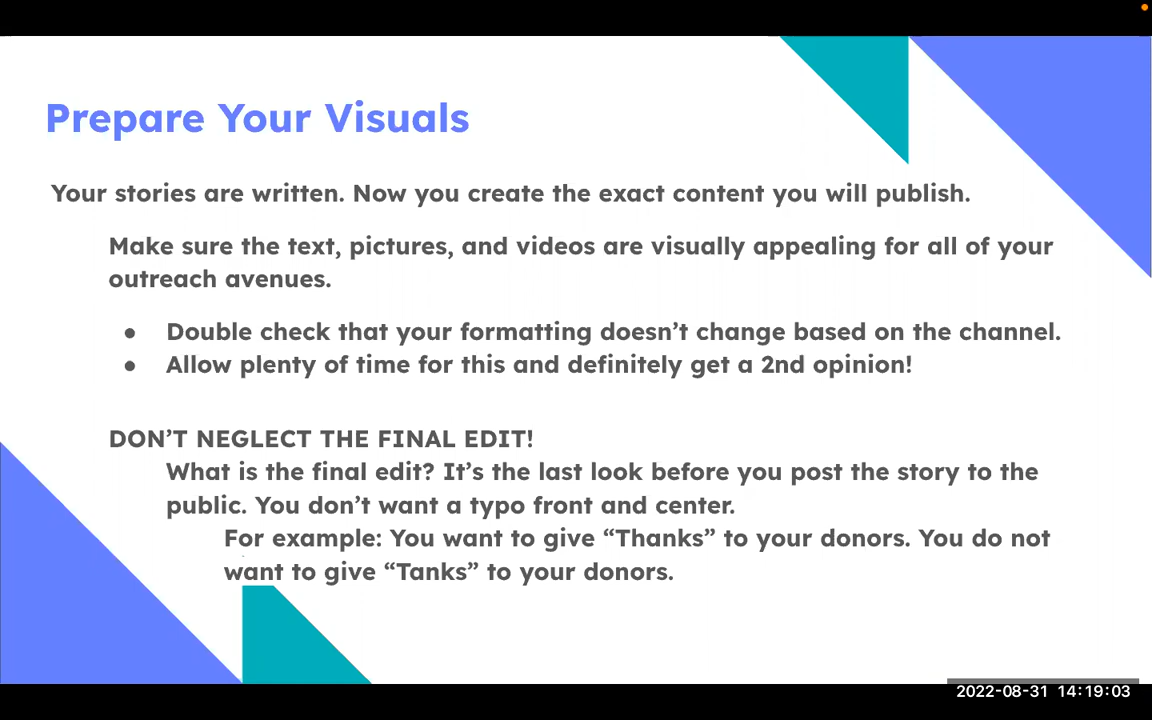 Prepare Your Visuals
Your stories are written. Now you create the exact content you will publish.
Make sure the text, pictures, and videos are visually appealing for all of your
outreach avenues.
● Double check that your formatting doesn’t change based on the channel.
● Allow plenty of time for this and definitely get a 2nd opinion!
DON’T NEGLECT THE FINAL EDIT!
What is the final edit? It’s the last look before you post the story to the
public. You don’t want a typo front and center.
For example: You want to give “Thanks” to your donors. You do not
want to give “Tanks” to your donors.
2022-08-31 14:19:03